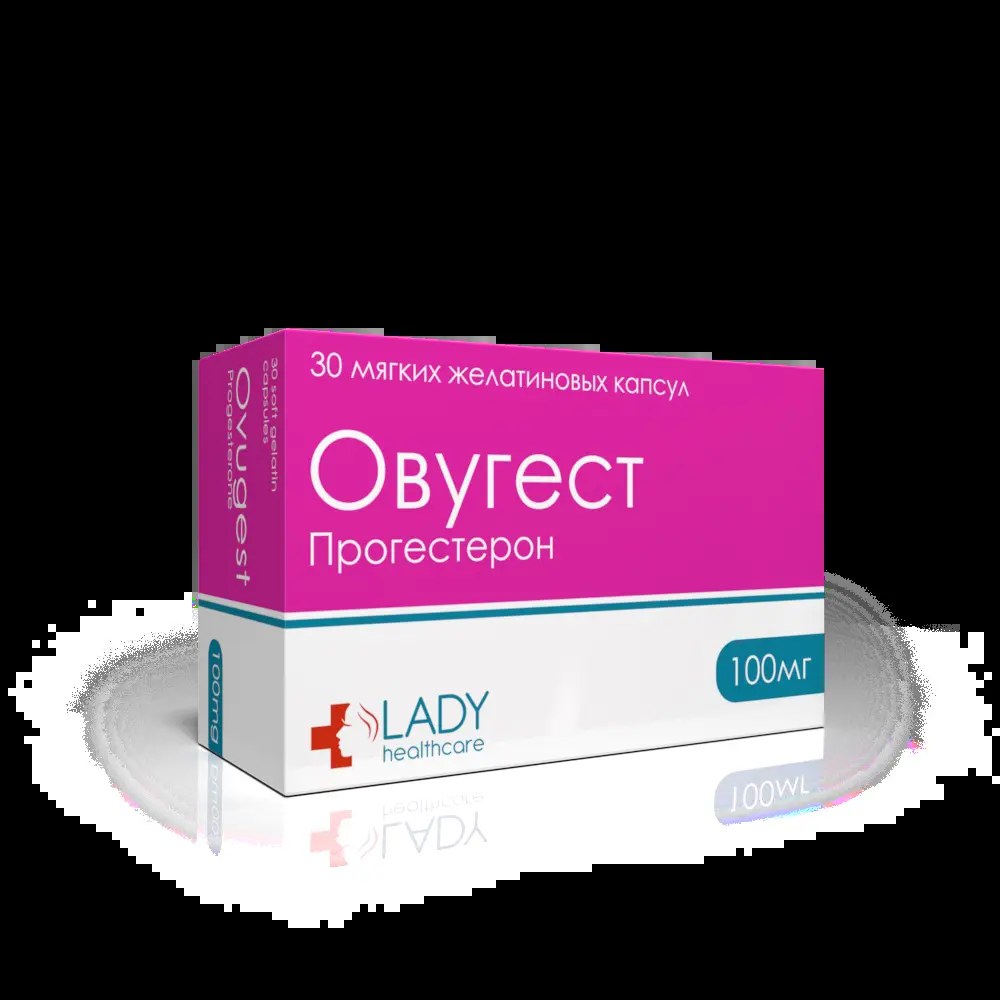 30 мягких желатиновых капсул
Овугест
Прогестерон
100мг
LADY
healthcare
30 soft gelatin
capsules
Ovugest
Progesterone
100mg